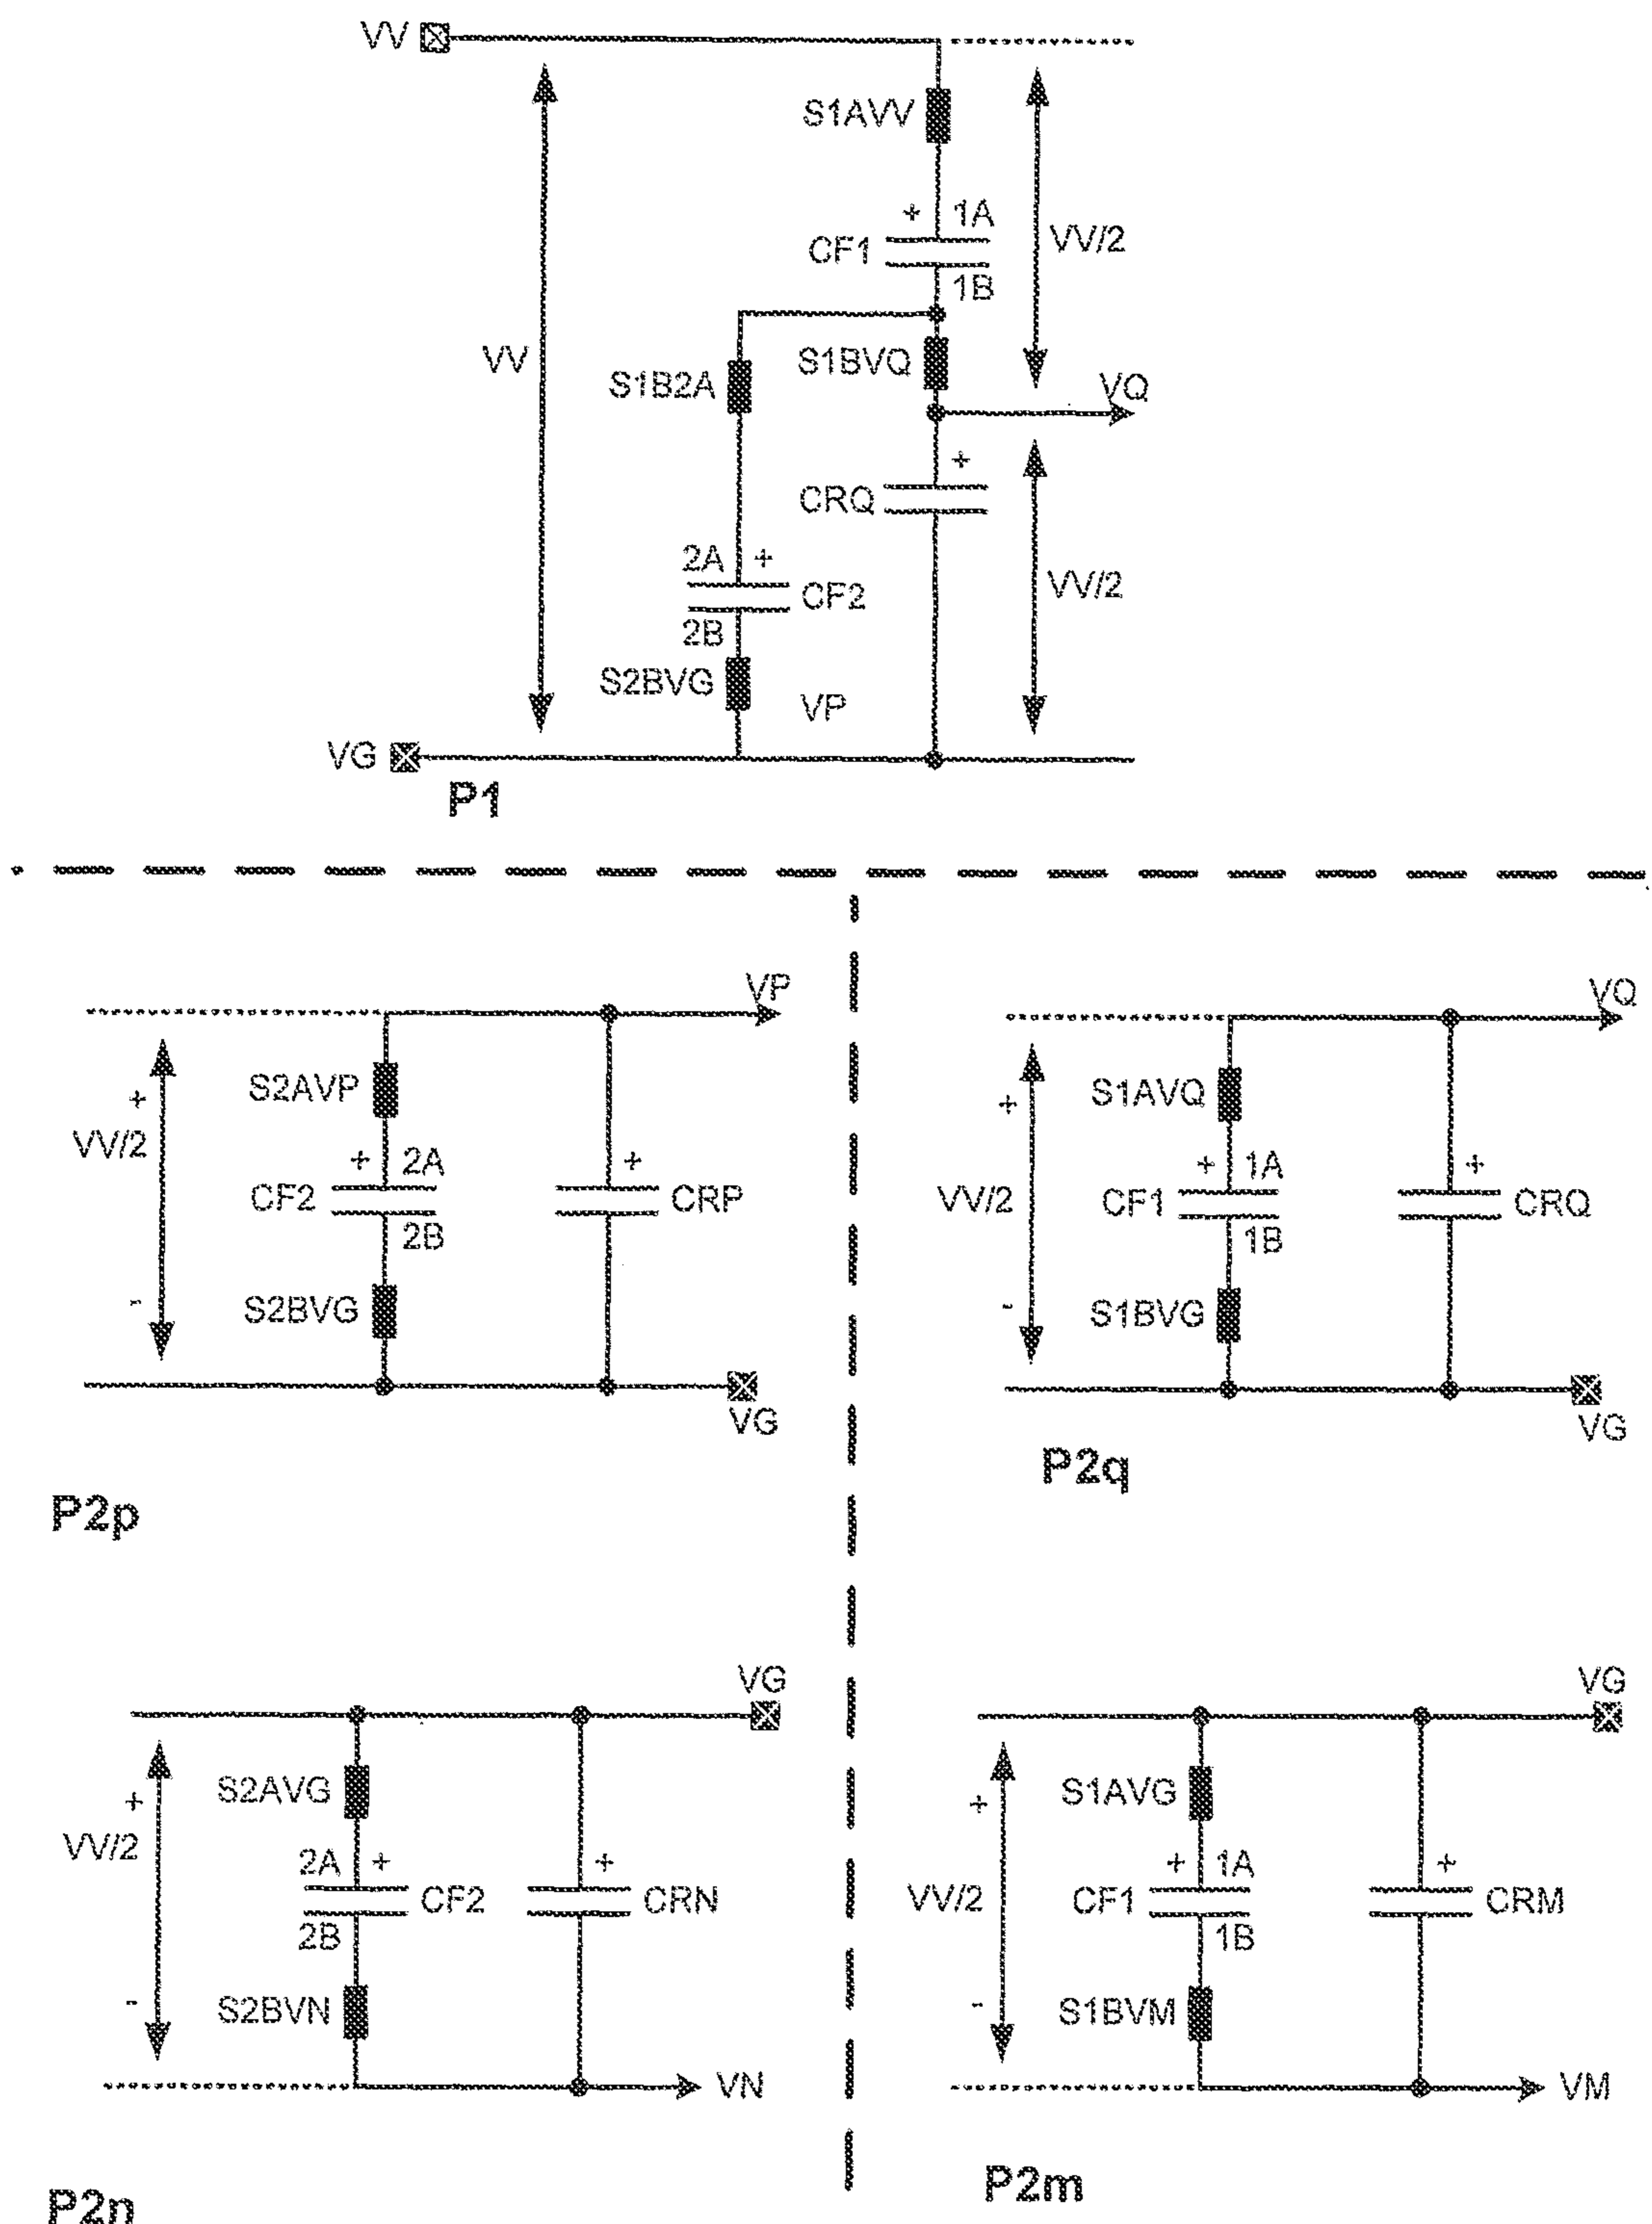 VV
S1AVV
+ 1A
CF1
VV/2
1B
VV
S1B2A
S1BVQ
VQ
+
CRQ
2A +
CF2
VV/2
2B
S2BVG
VP
VG
P1
VP
S2AVP
+
VV/2
+ 2A
+
CF2
CRP
2B
S2BVG
-
VG
P2p
VQ
S1AVQ
+
VV/2
+ 1A
+
CF1
CRQ
1B
S1BVG
-
VG
P2q
VG
S2AVG
+
VV/2
2A +
+
CF2
CRN
2B
S2BVN
-
VN
P2n
VG
S1AVG
+
VV/2
+ 1A
+
CF1
CRM
1B
S1BVM
-
VM
P2m